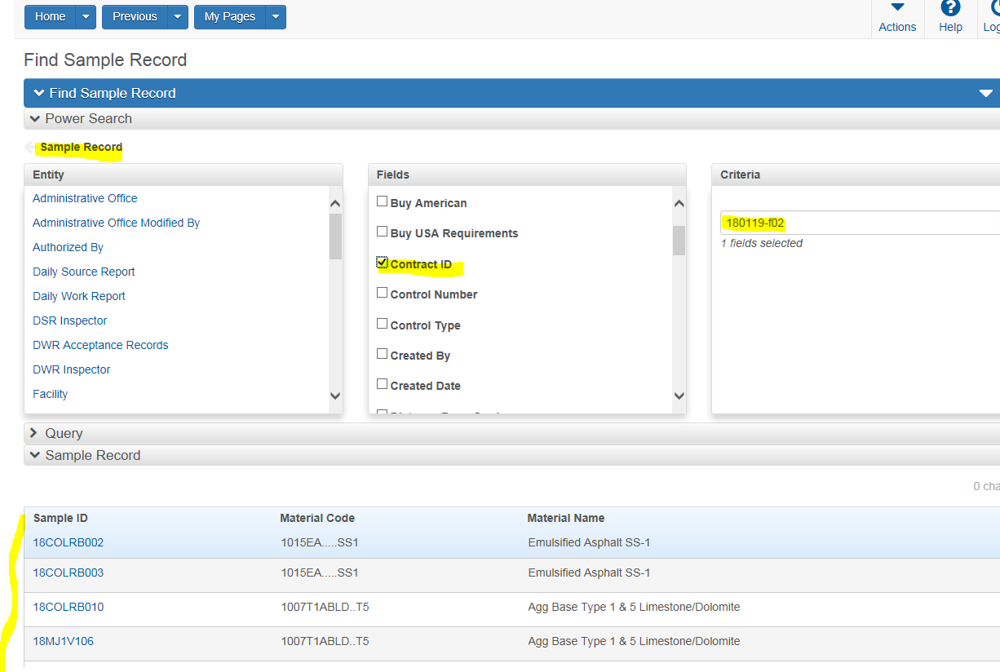 Home Previous My Pages
Actions Help
Find Sample Record
Find Sample Record
Power Search
Sample Record
Entity
Administrative Office
Administrative Office Modified By
Authorized By
Daily Source Report
Daily Work Report
DSR Inspector
DWR Acceptance Records
DWR Inspector
Facility
Fields
Buy American
Buy USA Requirements
Contract ID
Control Number
Control Type
Created By
Created Date
Criteria
180119-f02
1 fields selected
Query
Sample Record
0 cha
Sample ID Material Code Material Name
18COLRB002 1015EA.....SS1 Emulsified Asphalt SS-1
18COLRB003 1015EA.....SS1 Emulsified Asphalt SS-1
18COLRB010 1007T1ABLD..T5 Agg Base Type 1 & 5 Limestone/Dolomite
18MJ1V106 1007T1ABLD..T5 Agg Base Type 1 & 5 Limestone/Dolomite